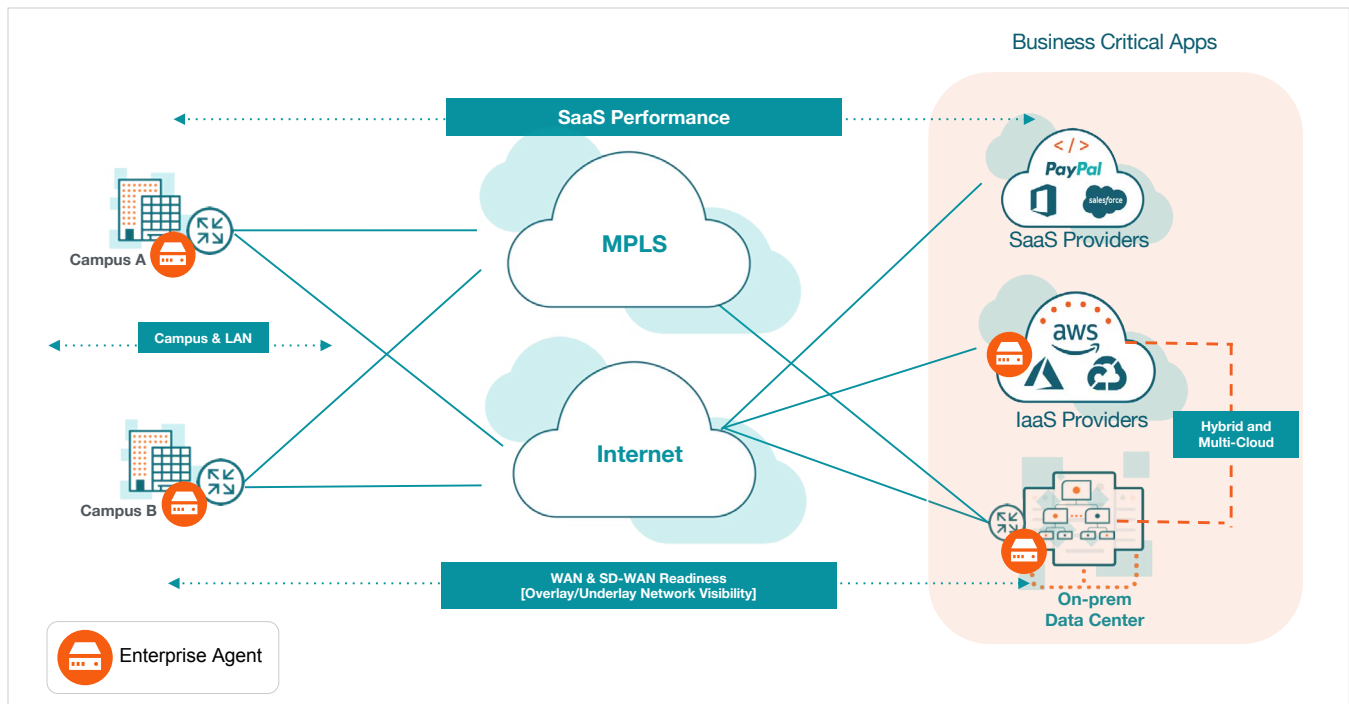 Business Critical Apps
SaaS Performance
</>
PayPal
salesforce
SaaS Providers
MPLS
Campus A
Campus & LAN
aws
IaaS Providers
Hybrid and
Multi-Cloud
Internet
Campus B
WAN & SD-WAN Readiness
[Overlay/Underlay Network Visibility]
On-prem
Data Center
Enterprise Agent